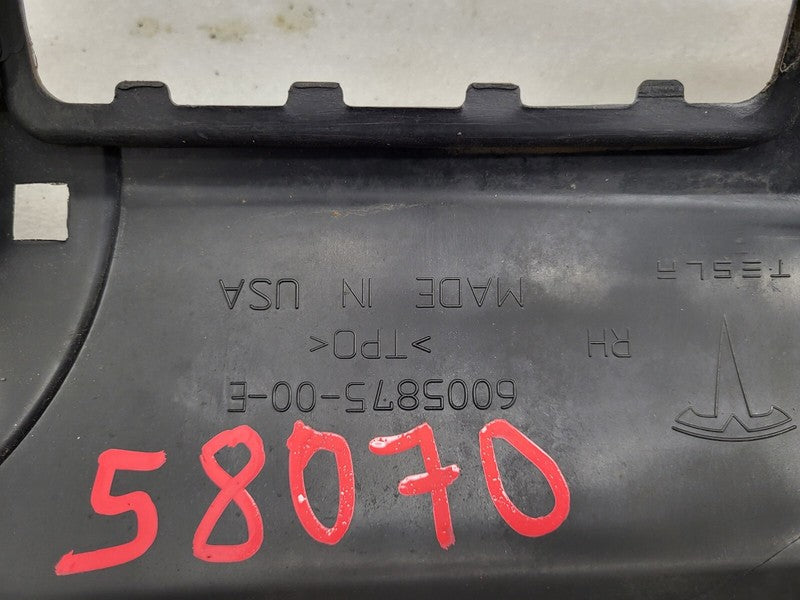 TESLA
MADE IN USA
RH
>TPO<
6005875-00-E
58070